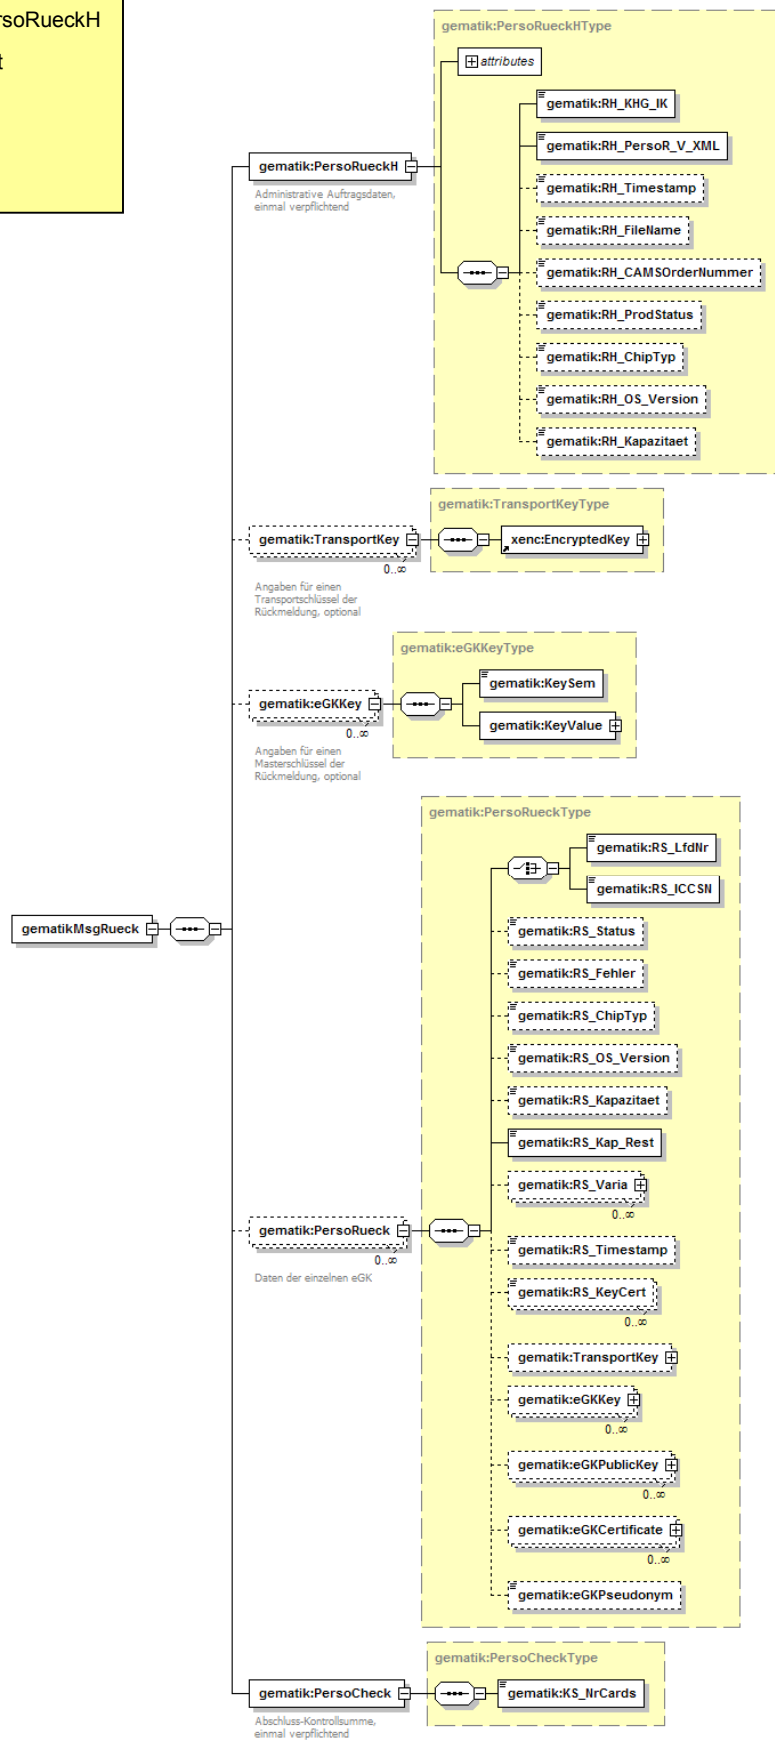 rsoRueckH
t
gematik:PersoRueckHType
attributes
gematik:RH_KHG_IK
gematik:RH_PersoR_V_XML
gematik:PersoRueckH
Administrative Auftragsdaten,
einmal verpflichtend
gematik:RH_Timestamp
gematik:RH_FileName
gematik:RH_CAMSOrderNummer
gematik:RH_ProdStatus
gematik:RH_ChipTyp
gematik:RH_OS_Version
gematik:RH_Kapazitaet
gematik:TransportKeyType
gematik:TransportKey
xenc:EncryptedKey
0..∞
Angaben für einen
Transportschlüssel der
Rückmeldung, optional
gematik:eGKKeyType
gematik:KeySem
gematik:eGKKey
gematik:KeyValue
0..∞
Angaben für einen
Masterschlüssel der
Rückmeldung, optional
gematik:PersoRueckType
gematik:RS_LfdNr
gematik:RS_ICCSN
gematikMsgRueck
gematik:RS_Status
gematik:RS_Fehler
gematik:RS_ChipTyp
gematik:RS_OS_Version
gematik:RS_Kapazitaet
gematik:RS_Kap_Rest
gematik:RS_Varia
0..∞
gematik:PersoRueck
0..∞
Daten der einzelnen eGK
gematik:RS_Timestamp
gematik:RS_KeyCert
0..∞
gematik:TransportKey
gematik:eGKKey
0..∞
gematik:eGKPublicKey
0..∞
gematik:eGKCertificate
0..∞
gematik:eGKPseudonym
gematik:PersoCheckType
gematik:PersoCheck
gematik:KS_NrCards
Abschluss-Kontrollsumme,
einmal verpflichtend